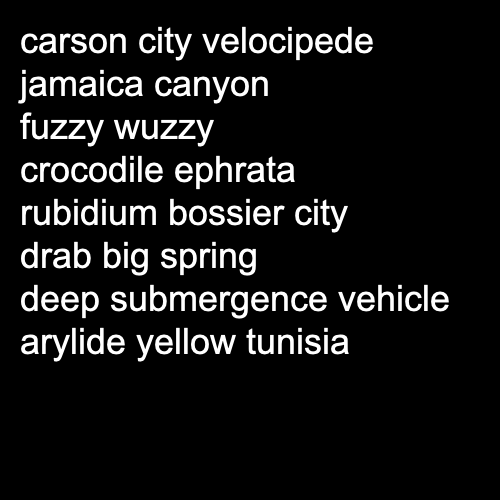 carson city velocipede
jamaica canyon
fuzzy wuzzy
crocodile ephrata
rubidium bossier city
drab big spring
deep submergence vehicle
arylide yellow tunisia